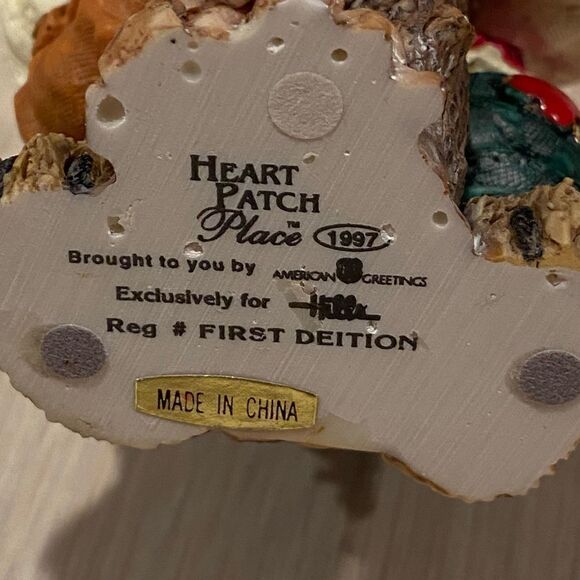 HEART
PATCH
Place™ 1997
Brought to you by AMERICAN GREETINGS
Exclusively for
Reg # FIRST DEITION
MADE IN CHINA